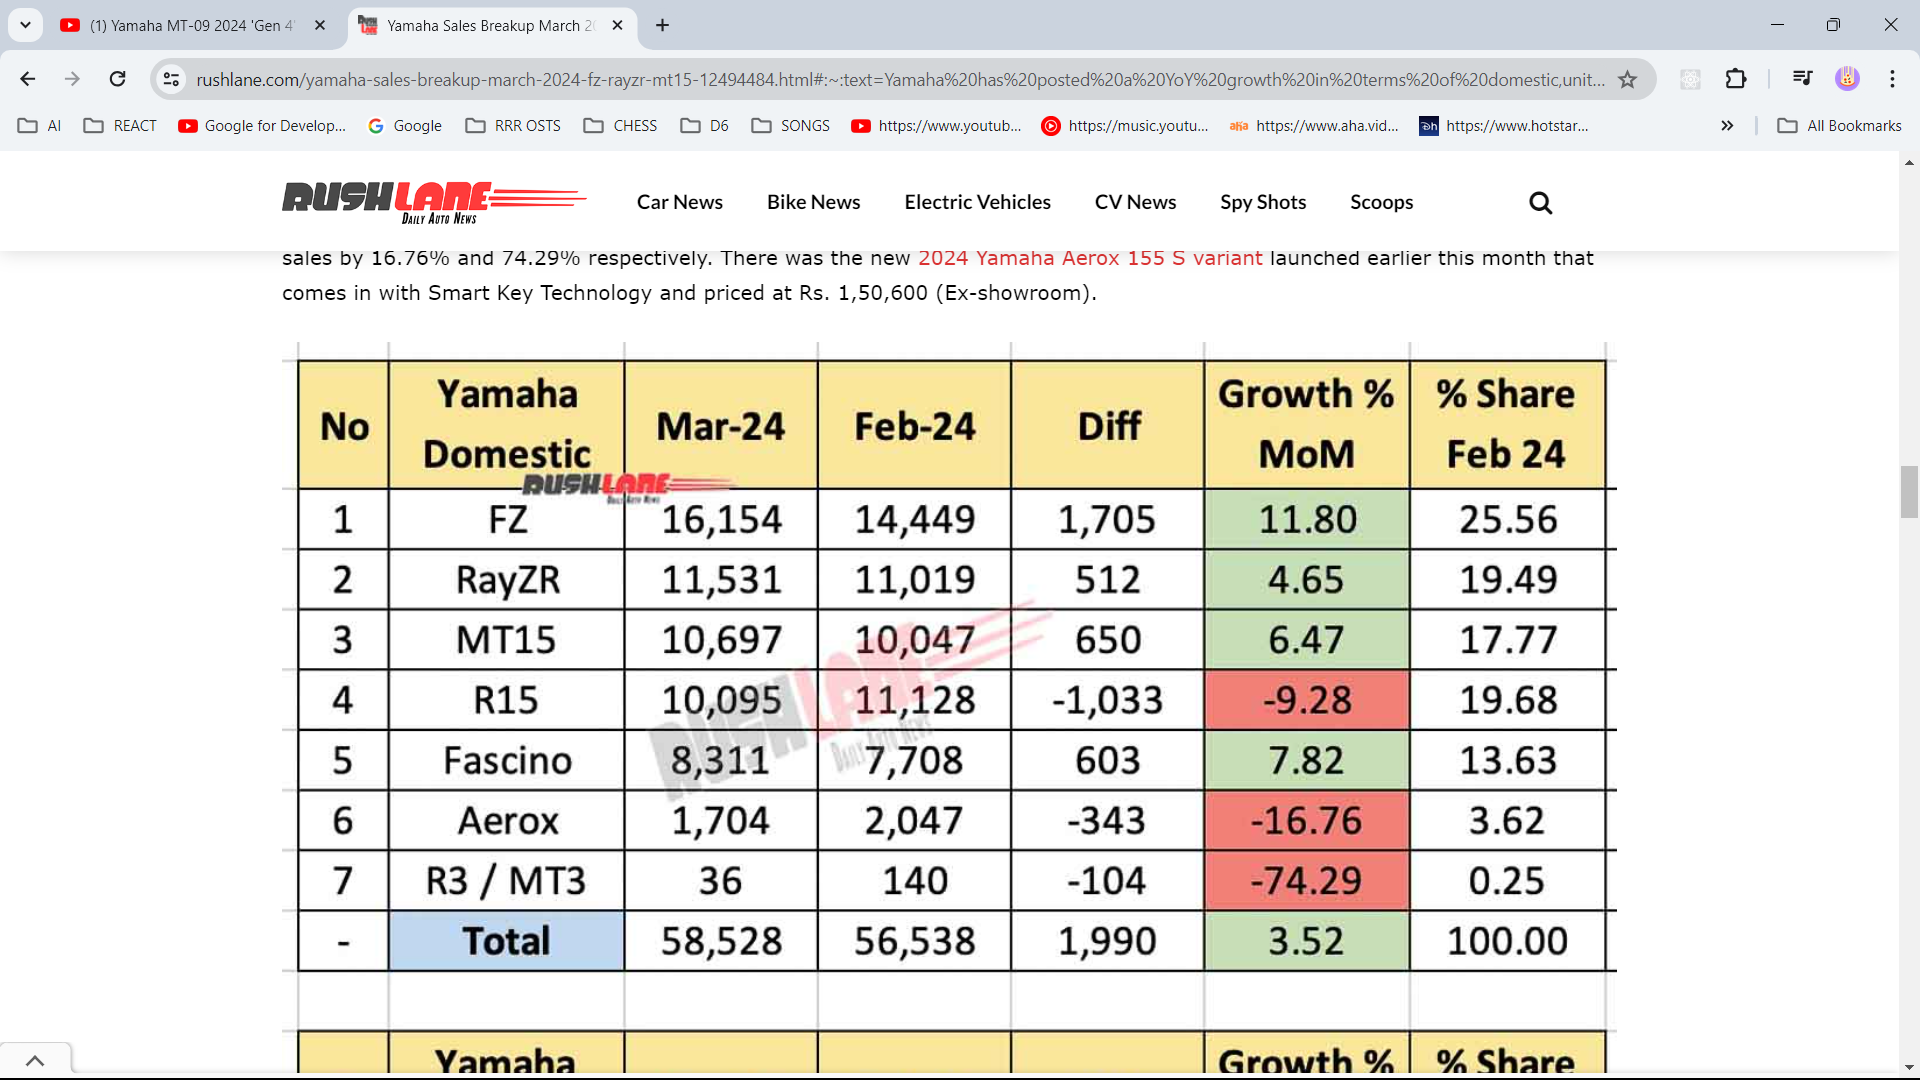 (1) Yamaha MT-09 2024 'Gen 4'
Yamaha Sales Breakup March 20
rushlane.com/yamaha-sales-breakup-march-2024-fz-rayzr-mt15-12494484.html#:~:text=Yamaha%20has%20posted%20a%20YoY%20growth%20in%20terms%20of%20domestic,unit...
AI REACT Google for Develop... Google RRR OSTS CHESS D6 SONGS https://www.youtub... https://music.youtu... aha https://www.aha.vid... Dh https://www.hotstar... » All Bookmarks
RUSHLANE
DAILY AUTO NEWS
Car News Bike News Electric Vehicles CV News Spy Shots Scoops
sales by 16.76% and 74.29% respectively. There was the new 2024 Yamaha Aerox 155 S variant launched earlier this month that
comes in with Smart Key Technology and priced at Rs. 1,50,600 (Ex-showroom).
No Yamaha Domestic Mar-24 Feb-24 Diff Growth % MoM % Share Feb 24
RUSHLANE
DAILY AUTO NEWS
1 FZ 16,154 14,449 1,705 11.80 25.56
2 RayZR 11,531 11,019 512 4.65 19.49
3 MT15 10,697 10,047 650 6.47 17.77
4 R15 10,095 11,128 -1,033 -9.28 19.68
5 Fascino 8,311 7,708 603 7.82 13.63
6 Aerox 1,704 2,047 -343 -16.76 3.62
7 R3 / MT3 36 140 -104 -74.29 0.25
- Total 58,528 56,538 1,990 3.52 100.00
RUSHLANE
DAILY AUTO NEWS
Yamaha Growth % % Share